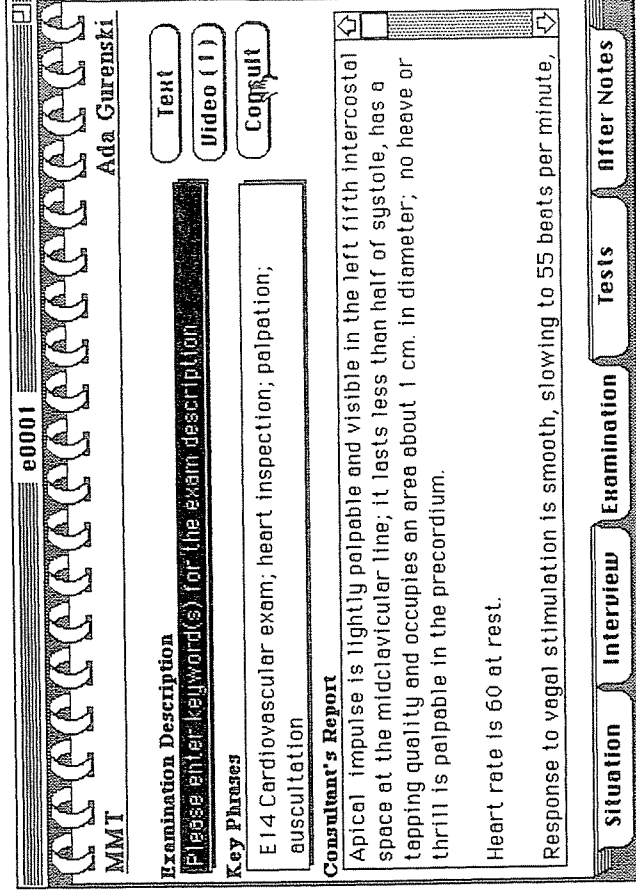 e0001
MMT
Ada Gurenski
Examination Description
Please enter keyword(s) for the exam description
Text
Video (1)
Consult
Key Phrases
E14 Cardiovascular exam; heart inspection; palpation;
auscultation
Consultant's Report
Apical impulse is lightly palpable and visible in the left fifth intercostal
space at the midclavicular line; it lasts less than half of systole, has a
tapping quality and occupies an area about 1 cm. in diameter; no heave or
thrill is palpable in the precordium.
Heart rate is 60 at rest.
Response to vagal stimulation is smooth, slowing to 55 beats per minute,
Situation
Interview
Examination
Tests
After Notes